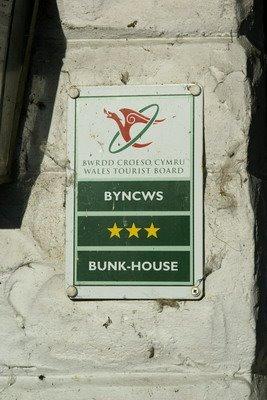 BWRDD CROESO CYMRU
WALES TOURIST BOARD
BYNCWS
BUNK-HOUSE